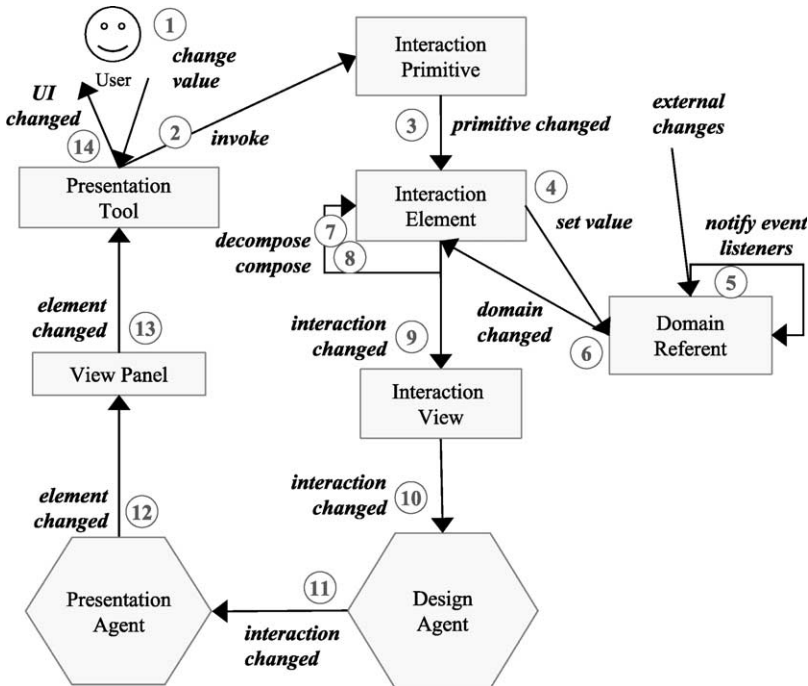 1
change
value
User
UI
changed
14
2
invoke
Interaction
Primitive
3
primitive changed
external
changes
Presentation
Tool
Interaction
Element
4
set value
notify event
listeners
5
7
decompose
8
compose
element
changed
13
interaction
changed
9
domain
changed
6
Domain
Referent
View Panel
Interaction
View
element
changed
12
interaction
changed
10
Presentation
Agent
11
interaction
changed
Design
Agent